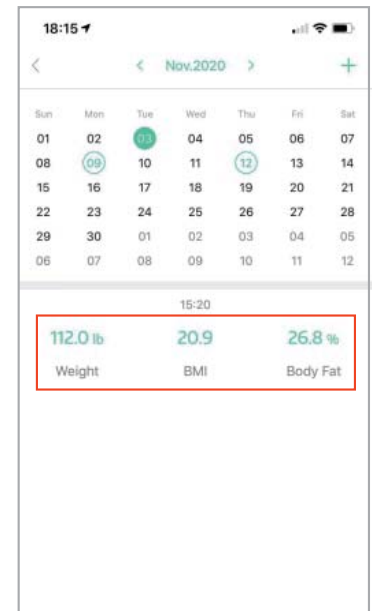 18:15
Nov.2020
Sun Mon Tue Wed Thu Fri Sat
01 02 03 04 05 06 07
08 09 10 11 12 13 14
15 16 17 18 19 20 21
22 23 24 25 26 27 28
29 30 01 02 03 04 05
06 07 08 09 10 11 12
15:20
112.0 lb 20.9 26.8 %
Weight BMI Body Fat